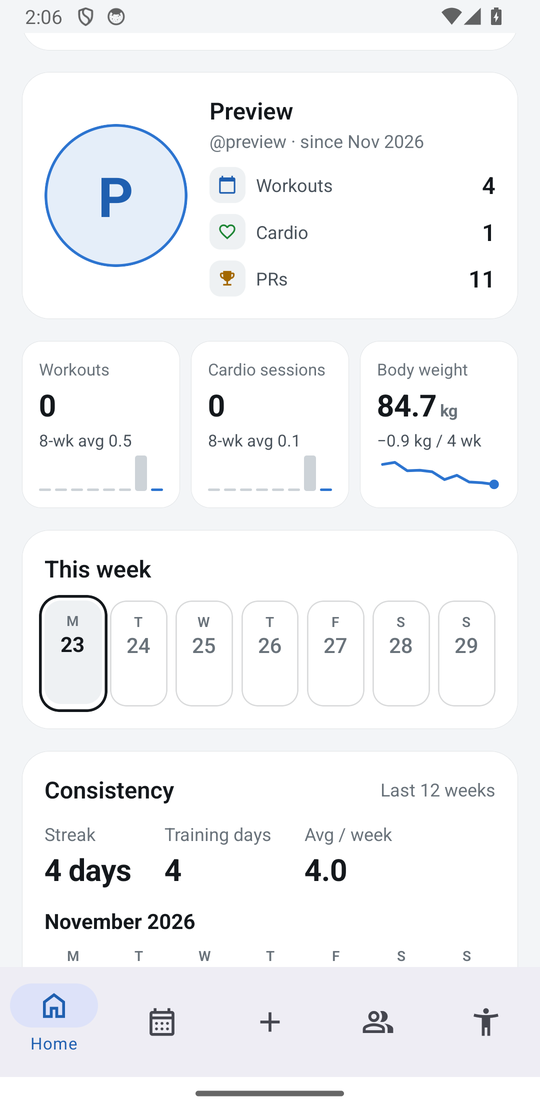 2:06
Preview
@preview · since Nov 2026
P
Workouts 4
Cardio 1
PRs 11
Workouts
0
8-wk avg 0.5
Cardio sessions
0
8-wk avg 0.1
Body weight
84.7 kg
−0.9 kg / 4 wk
This week
M T W T F S S
23 24 25 26 27 28 29
Consistency Last 12 weeks
Streak Training days Avg / week
4 days 4 4.0
November 2026
M T W T F S S
Home